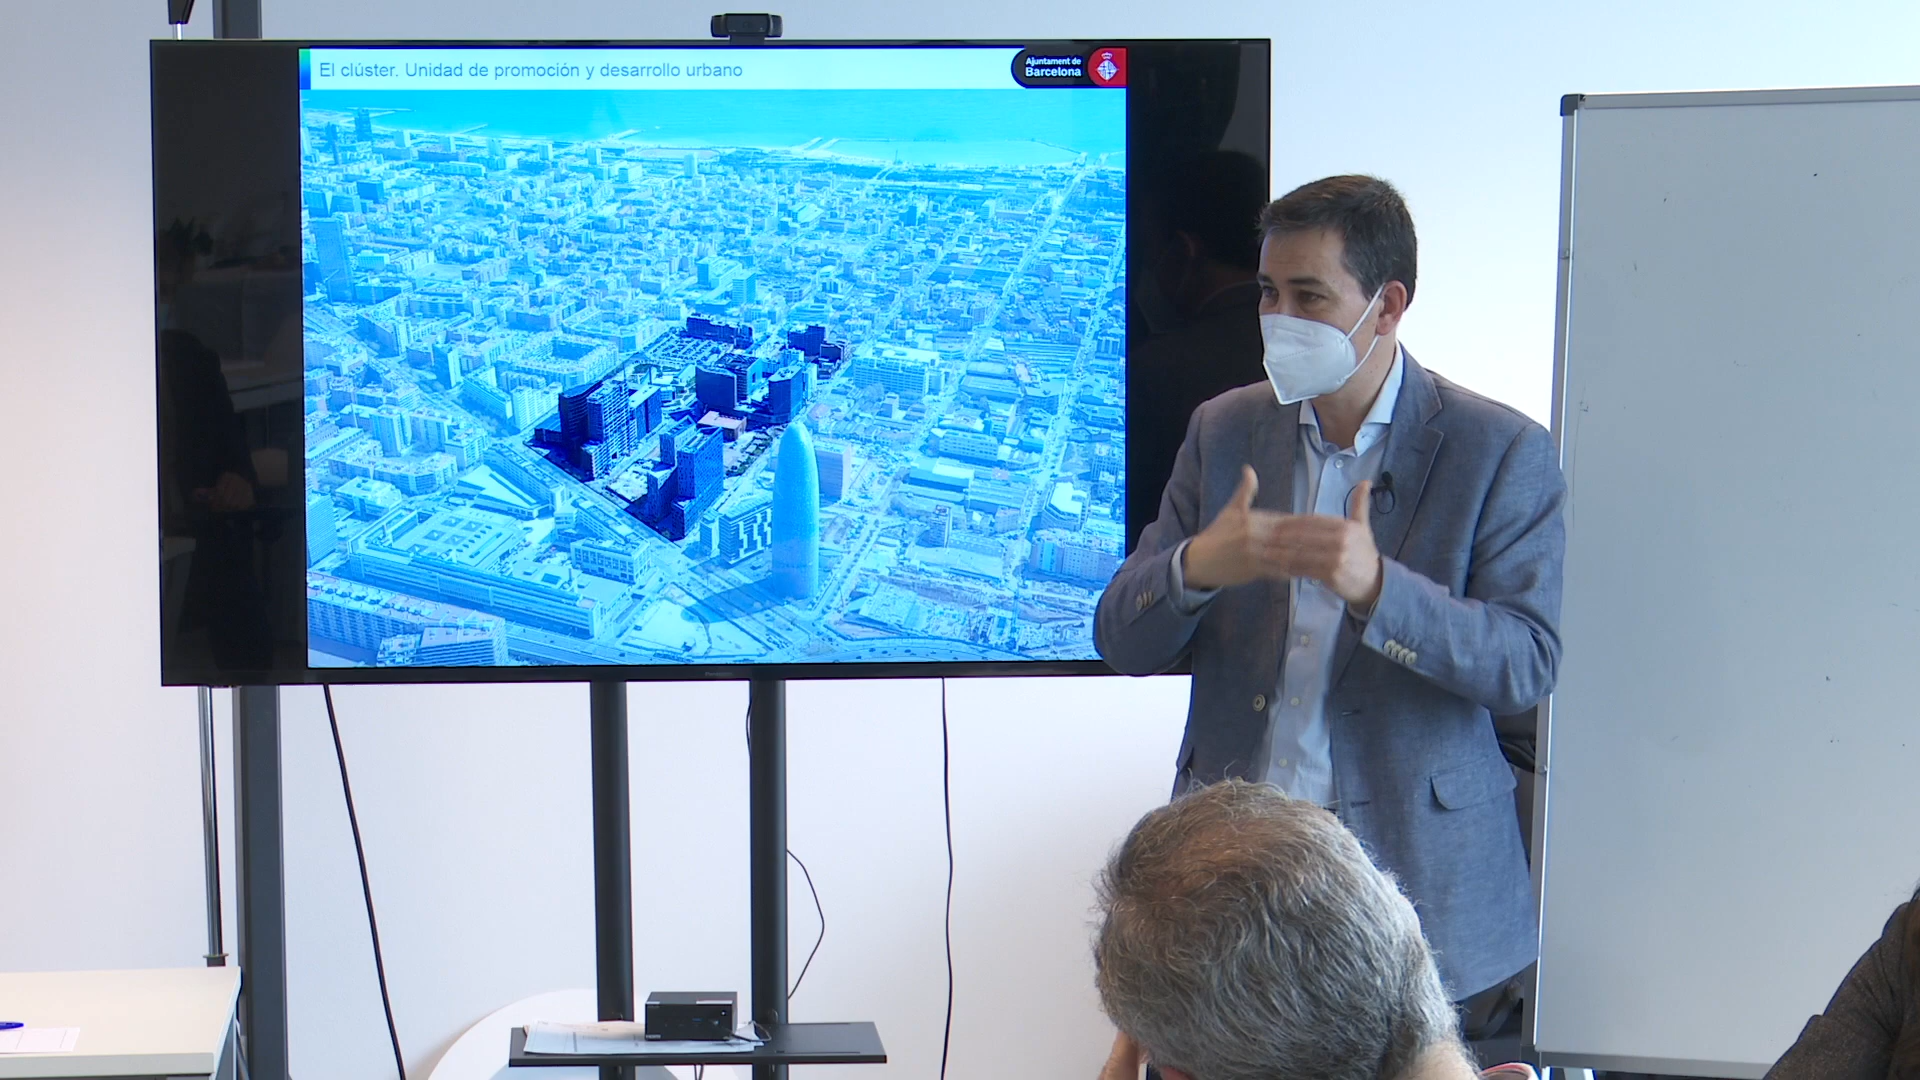 El clúster. Unidad de promoción y desarrollo urbano
Ajuntament de
Barcelona